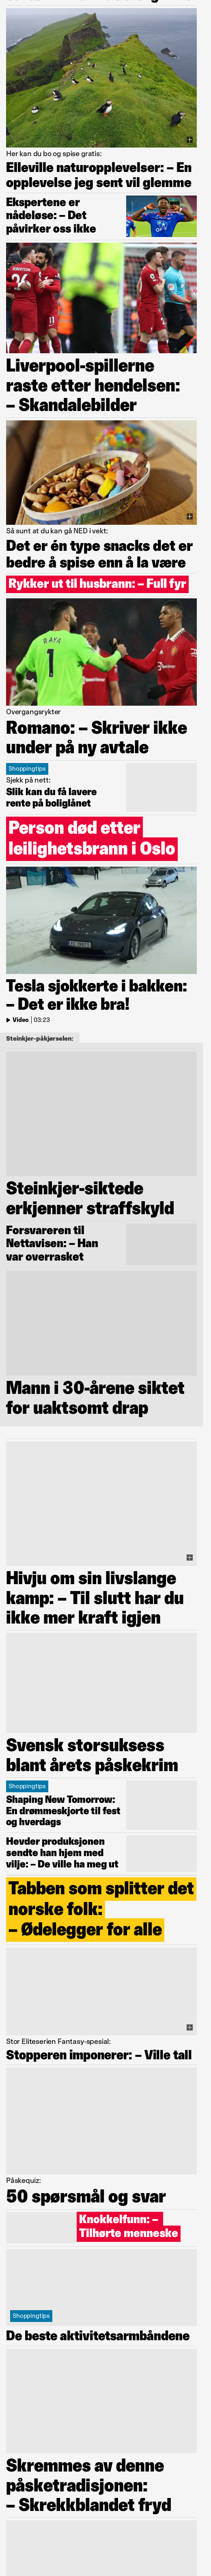 Her kan du bo og spise gratis:
Elleville naturopplevelser: – En
opplevelse jeg sent vil glemme
Ekspertene er
nådeløse: – Det
påvirker oss ikke
Liverpool-spillerne
raste etter hendelsen:
– Skandalebilder
Så sunt at du kan gå NED i vekt:
Det er én type snacks det er
bedre å spise enn å la være
Rykker ut til husbrann: – Full fyr
Overgangsrykter
Romano: – Skriver ikke
under på ny avtale
Shoppingtips
Sjekk på nett:
Slik kan du få lavere
rente på boliglånet
Person død etter
leilighetsbrann i Oslo
Tesla sjokkerte i bakken:
– Det er ikke bra!
Video | 03:23
Steinkjer-påkjørselen:
Steinkjer-siktede
erkjenner straffskyld
Forsvareren til
Nettavisen: – Han
var overrasket
Mann i 30-årene siktet
for uaktsomt drap
Hivju om sin livslange
kamp: – Til slutt har du
ikke mer kraft igjen
Svensk storsuksess
blant årets påskekrim
Shoppingtips
Shaping New Tomorrow:
En drømmeskjorte til fest
og hverdags
Hevder produksjonen
sendte han hjem med
vilje: – De ville ha meg ut
Tabben som splitter det
norske folk:
– Ødelegger for alle
Stor Eliteserien Fantasy-spesial:
Stopperen imponerer: – Ville tall
Påskequiz:
50 spørsmål og svar
Knokkelfunn: –
Tilhørte menneske
Shoppingtips
De beste aktivitetsarmbåndene
Skremmes av denne
påsketradisjonen:
– Skrekkblandet fryd